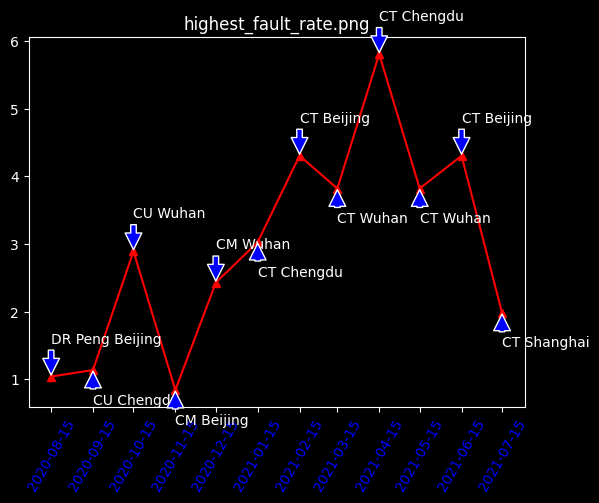 highest_fault_rate.png
CT Chengdu
6
5
4
3
2
1
CT Beijing
CT Beijing
CU Wuhan
CT Wuhan
CT Wuhan
CM Wuhan
CT Chengdu
DR Peng Beijing
CT Shanghai
CU Chengd
CM Beijing
2020-08-15
2020-09-15
2020-10-15
2020-11-15
2020-12-15
2021-01-15
2021-02-15
2021-03-15
2021-04-15
2021-05-15
2021-06-15
2021-07-15